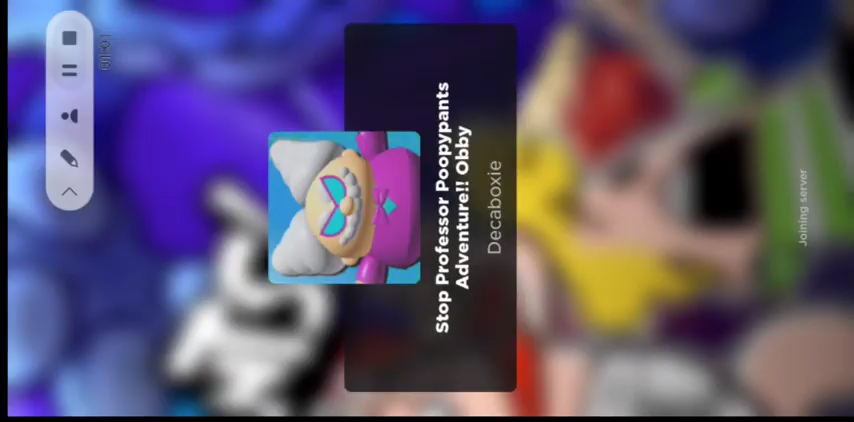 Stop Professor Poopypants
Adventure!! Obby
Decaboxie
Joining server